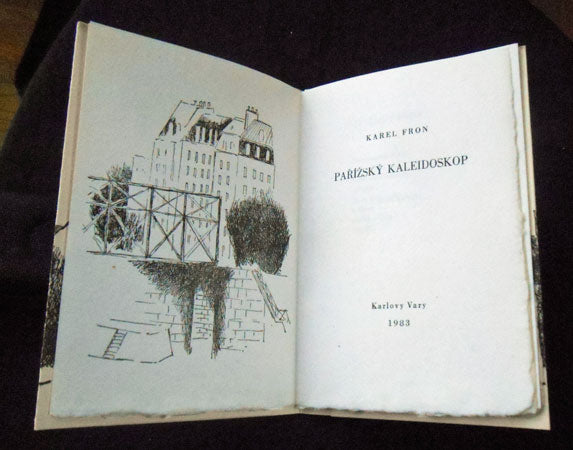 KAREL FRON
PAŘÍŽSKÝ KALEIDOSKOP
Karlovy Vary
1983